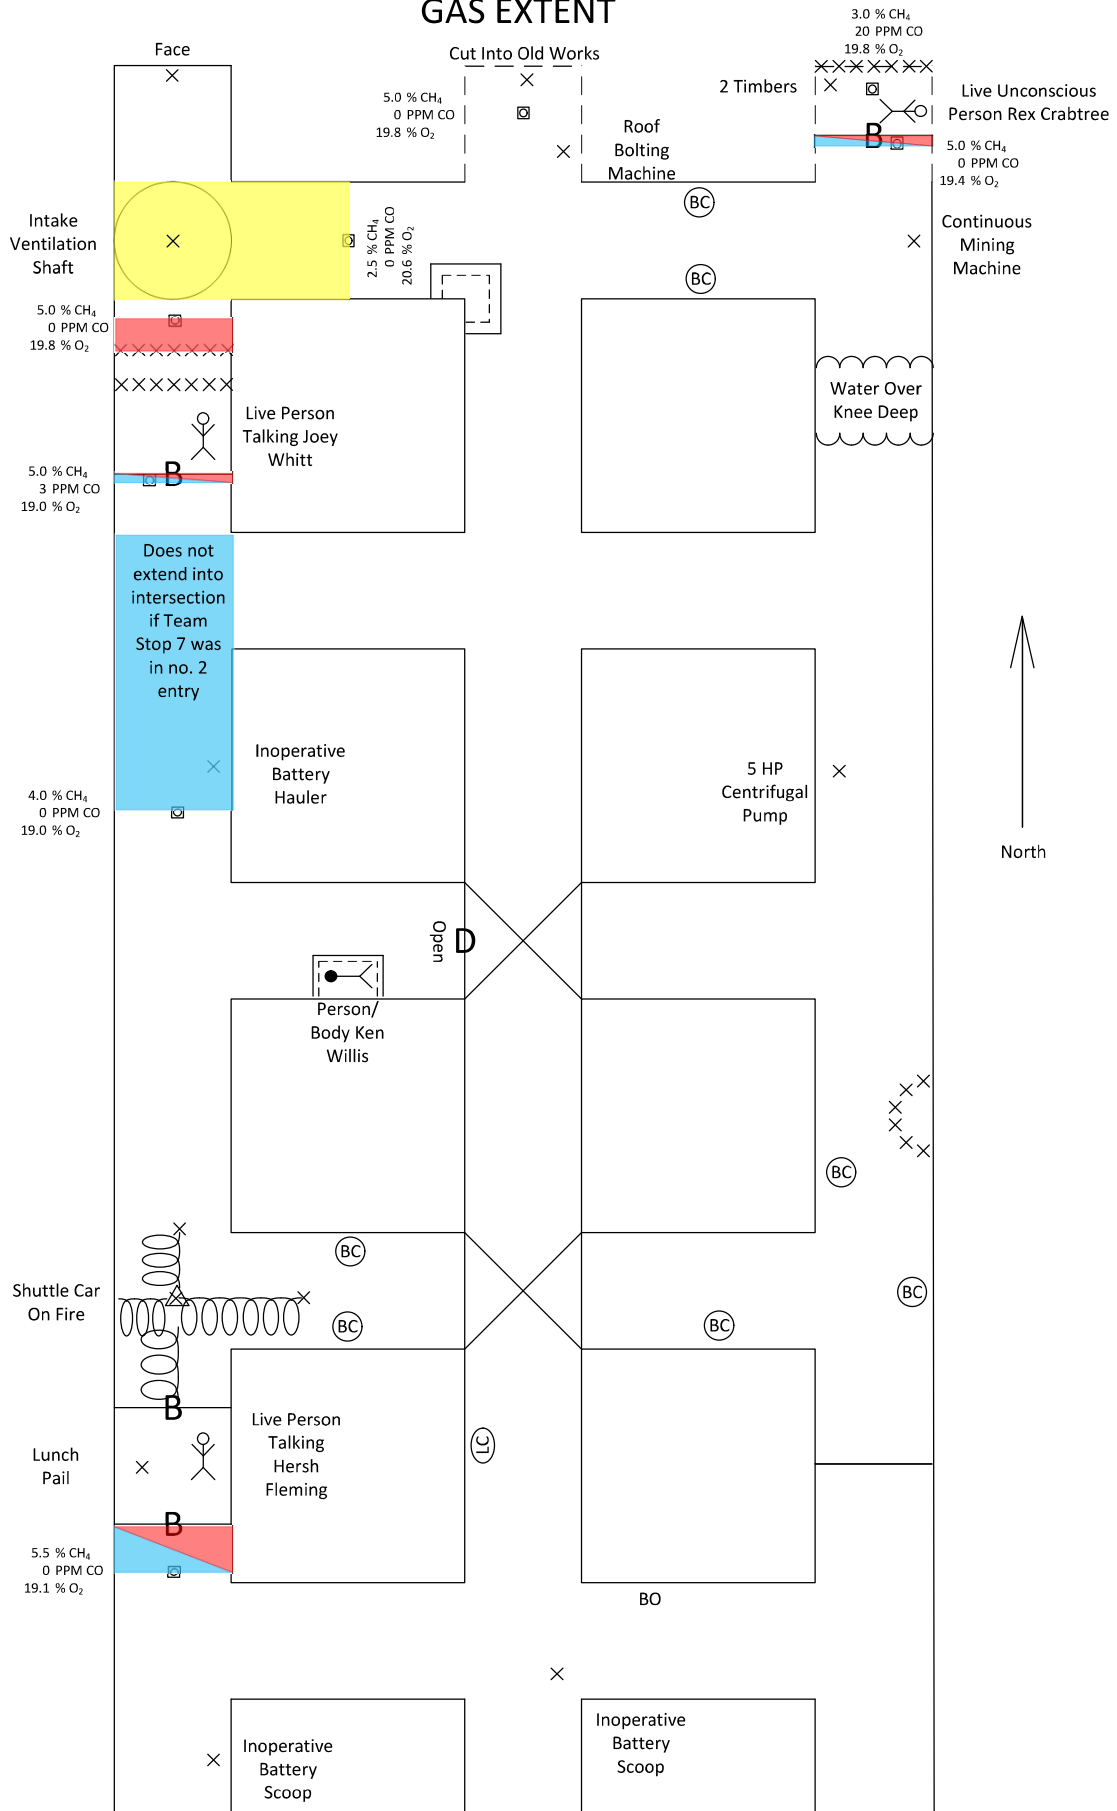 GAS EXTENT
3.0 % CH₄
20 PPM CO
19.8 % O₂
Face
Cut Into Old Works
2 Timbers
Live Unconscious
Person Rex Crabtree
5.0 % CH₄
0 PPM CO
19.8 % O₂
Roof
Bolting
Machine
B
5.0 % CH₄
0 PPM CO
19.4 % O₂
BC
Intake
Ventilation
Shaft
2.5 % CH₄
0 PPM CO
20.6 % O₂
Continuous
Mining
Machine
BC
5.0 % CH₄
0 PPM CO
19.8 % O₂
Water Over
Knee Deep
Live Person
Talking Joey
Whitt
B
5.0 % CH₄
3 PPM CO
19.0 % O₂
Does not
extend into
intersection
if Team
Stop 7 was
in no. 2
entry
Inoperative
Battery
Hauler
5 HP
Centrifugal
Pump
4.0 % CH₄
0 PPM CO
19.0 % O₂
North
Open
D
Person/
Body Ken
Willis
BC
BC
Shuttle Car
On Fire
BC
BC
BC
B
Live Person
Talking
Hersh
Fleming
LC
Lunch
Pail
B
5.5 % CH₄
0 PPM CO
19.1 % O₂
BO
Inoperative
Battery
Scoop
Inoperative
Battery
Scoop